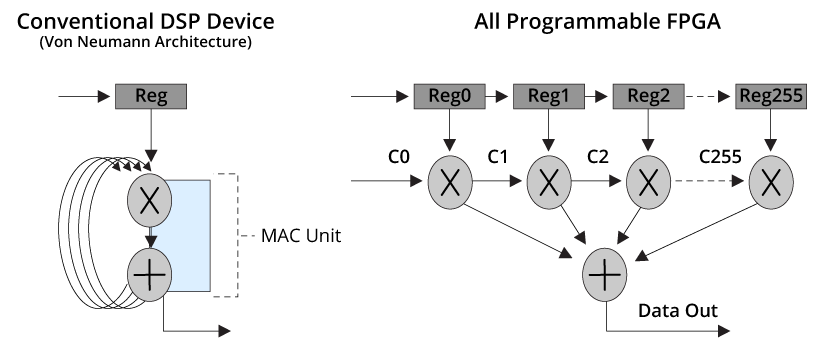 Conventional DSP Device
(Von Neumann Architecture)
Reg
X
+
MAC Unit
All Programmable FPGA
Reg0 Reg1 Reg2 Reg255
C0 C1 C2 C255
X X X X
+
Data Out